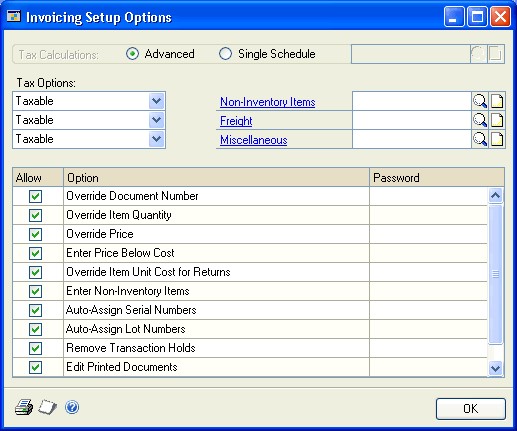 Invoicing Setup Options
Tax Calculations: Advanced Single Schedule
Tax Options:
Taxable Non-Inventory Items
Taxable Freight
Taxable Miscellaneous
Allow Option Password
Override Document Number
Override Item Quantity
Override Price
Enter Price Below Cost
Override Item Unit Cost for Returns
Enter Non-Inventory Items
Auto-Assign Serial Numbers
Auto-Assign Lot Numbers
Remove Transaction Holds
Edit Printed Documents
OK